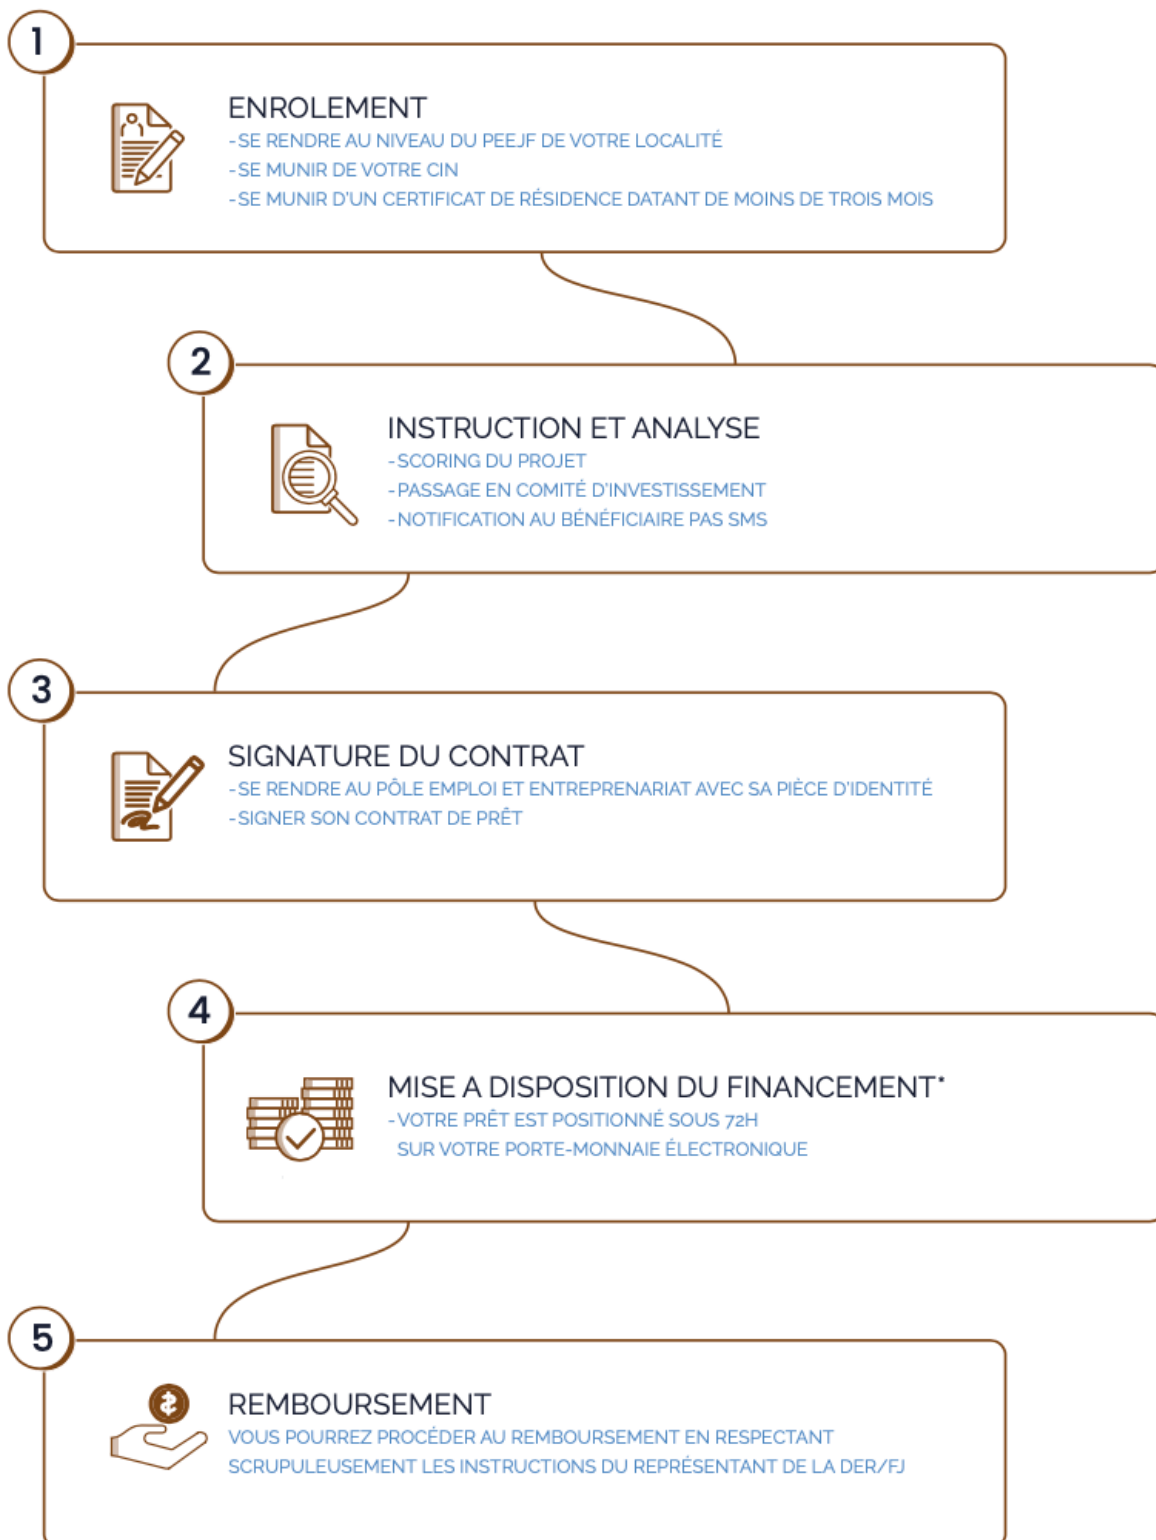 1
ENROLEMENT
-SE RENDRE AU NIVEAU DU PEEJF DE VOTRE LOCALITÉ
-SE MUNIR DE VOTRE CIN
-SE MUNIR D'UN CERTIFICAT DE RÉSIDENCE DATANT DE MOINS DE TROIS MOIS
2
INSTRUCTION ET ANALYSE
-SCORING DU PROJET
-PASSAGE EN COMITÉ D'INVESTISSEMENT
-NOTIFICATION AU BÉNÉFICIAIRE PAS SMS
3
SIGNATURE DU CONTRAT
-SE RENDRE AU PÔLE EMPLOI ET ENTREPRENARIAT AVEC SA PIÈCE D'IDENTITÉ
-SIGNER SON CONTRAT DE PRÊT
4
MISE A DISPOSITION DU FINANCEMENT*
-VOTRE PRÊT EST POSITIONNÉ SOUS 72H
SUR VOTRE PORTE-MONNAIE ÉLECTRONIQUE
5
REMBOURSEMENT
VOUS POURREZ PROCÉDER AU REMBOURSEMENT EN RESPECTANT
SCRUPULEUSEMENT LES INSTRUCTIONS DU REPRÉSENTANT DE LA DER/FJ